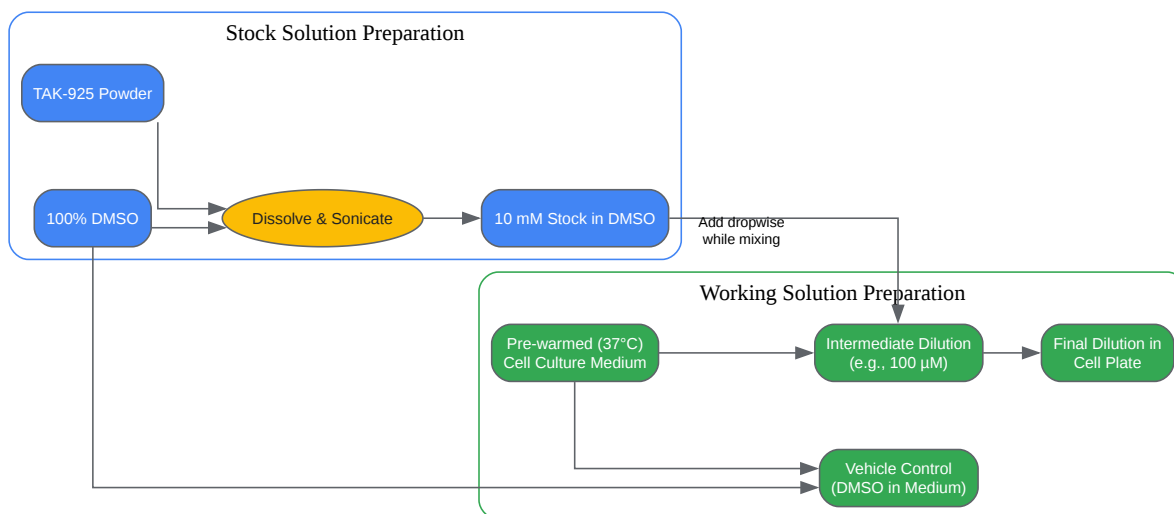 Stock Solution Preparation
TAK-925 Powder
100% DMSO
Dissolve & Sonicate
10 mM Stock in DMSO
Add dropwise
while mixing
Working Solution Preparation
Pre-warmed (37°C)
Cell Culture Medium
Intermediate Dilution
(e.g., 100 µM)
Final Dilution in
Cell Plate
Vehicle Control
(DMSO in Medium)